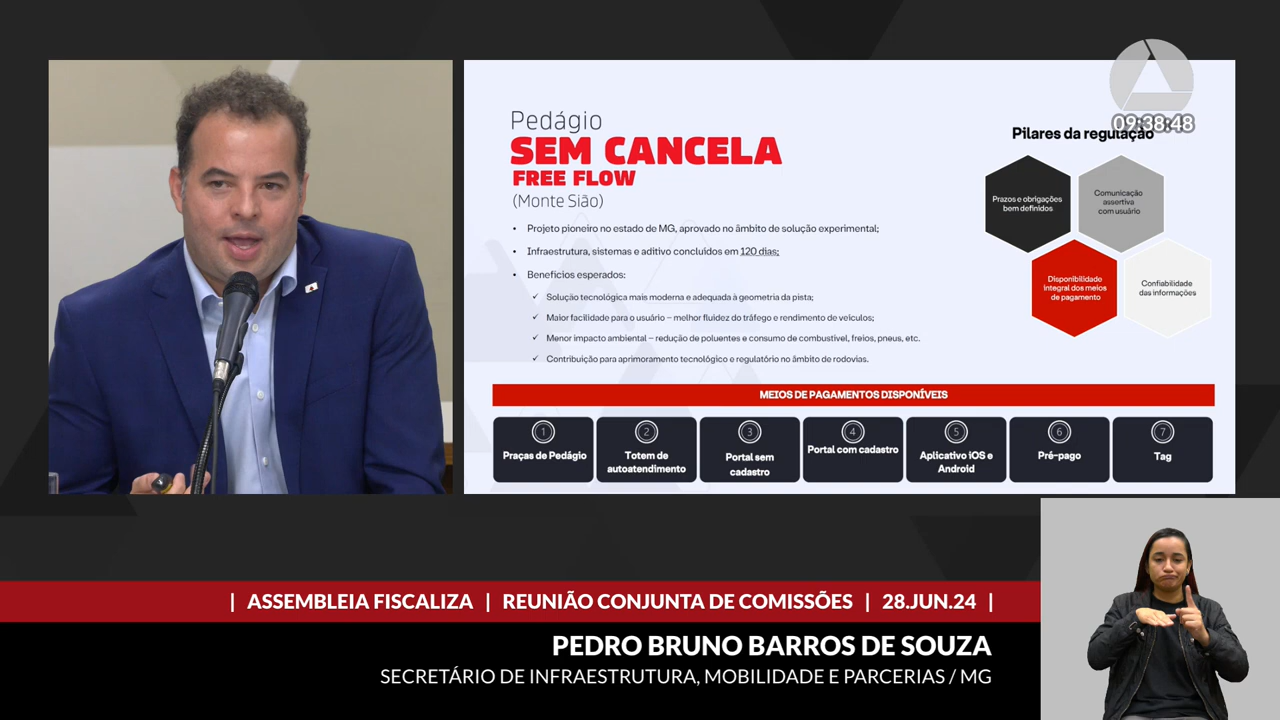 Pedágio
SEM CANCELA
FREE FLOW
(Monte Sião)
• Projeto pioneiro no estado de MG, aprovado no âmbito de solução experimental;
• Infraestrutura, sistemas e aditivo concluídos em 120 dias;
• Benefícios esperados:
✓ Solução tecnológica mais moderna e adequada à geometria da pista;
✓ Maior facilidade para o usuário – melhor fluidez do tráfego e rendimento de veículos;
✓ Menor impacto ambiental – redução de poluentes e consumo de combustível, freios, pneus, etc.
✓ Contribuição para aprimoramento tecnológico e regulatório no âmbito de rodovias.
09:38:48
Pilares da regulação
Prazos e obrigações
bem definidos
Comunicação
assertiva
com usuário
Disponibilidade
integral dos meios
de pagamento
Confiabilidade
das informações
MEIOS DE PAGAMENTOS DISPONÍVEIS
1
Praças de Pedágio
2
Totem de
autoatendimento
3
Portal sem
cadastro
4
Portal com cadastro
5
Aplicativo iOS e
Android
6
Pré-pago
7
Tag
| ASSEMBLEIA FISCALIZA | REUNIÃO CONJUNTA DE COMISSÕES | 28.JUN.24 |
PEDRO BRUNO BARROS DE SOUZA
SECRETÁRIO DE INFRAESTRUTURA, MOBILIDADE E PARCERIAS / MG